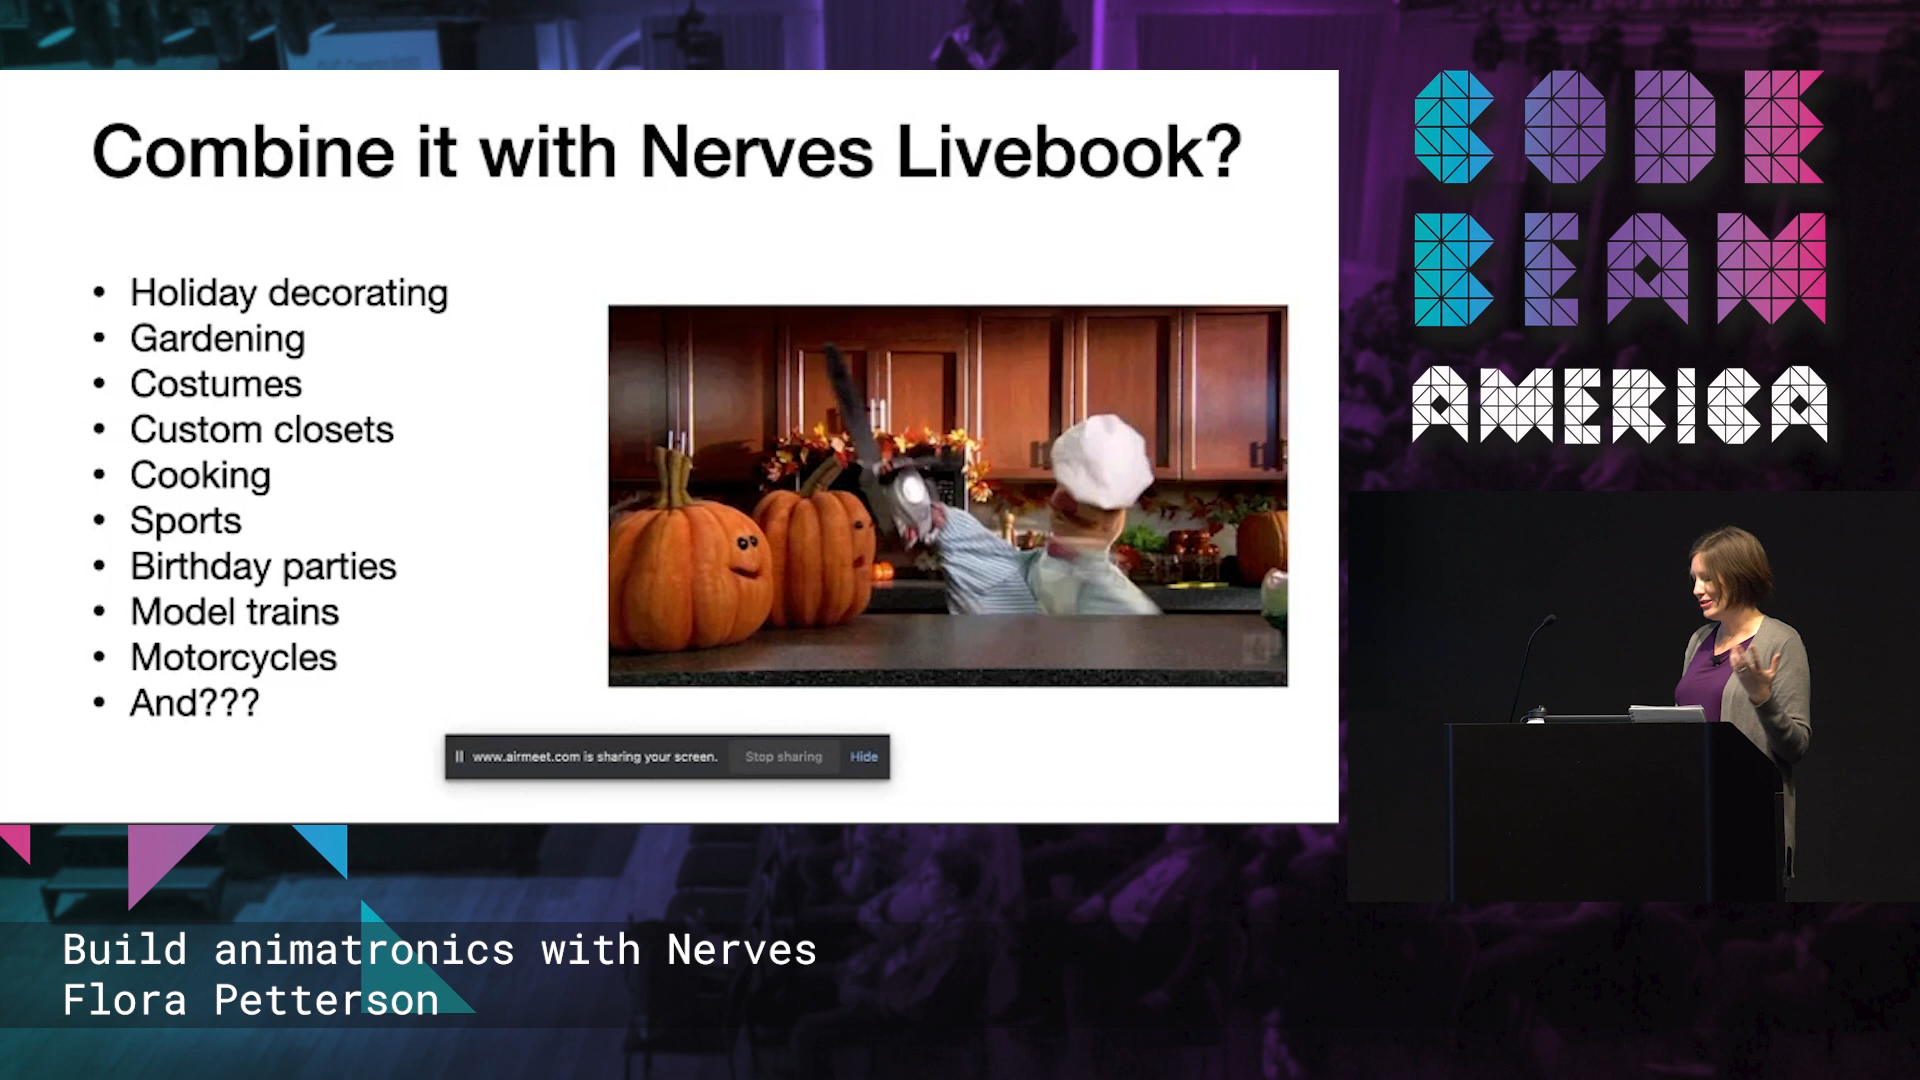 Combine it with Nerves Livebook?
• Holiday decorating
• Gardening
• Costumes
• Custom closets
• Cooking
• Sports
• Birthday parties
• Model trains
• Motorcycles
• And???
www.airmeet.com is sharing your screen. Stop sharing Hide
CODE
BEAM
AMERICA
Build animatronics with Nerves
Flora Petterson